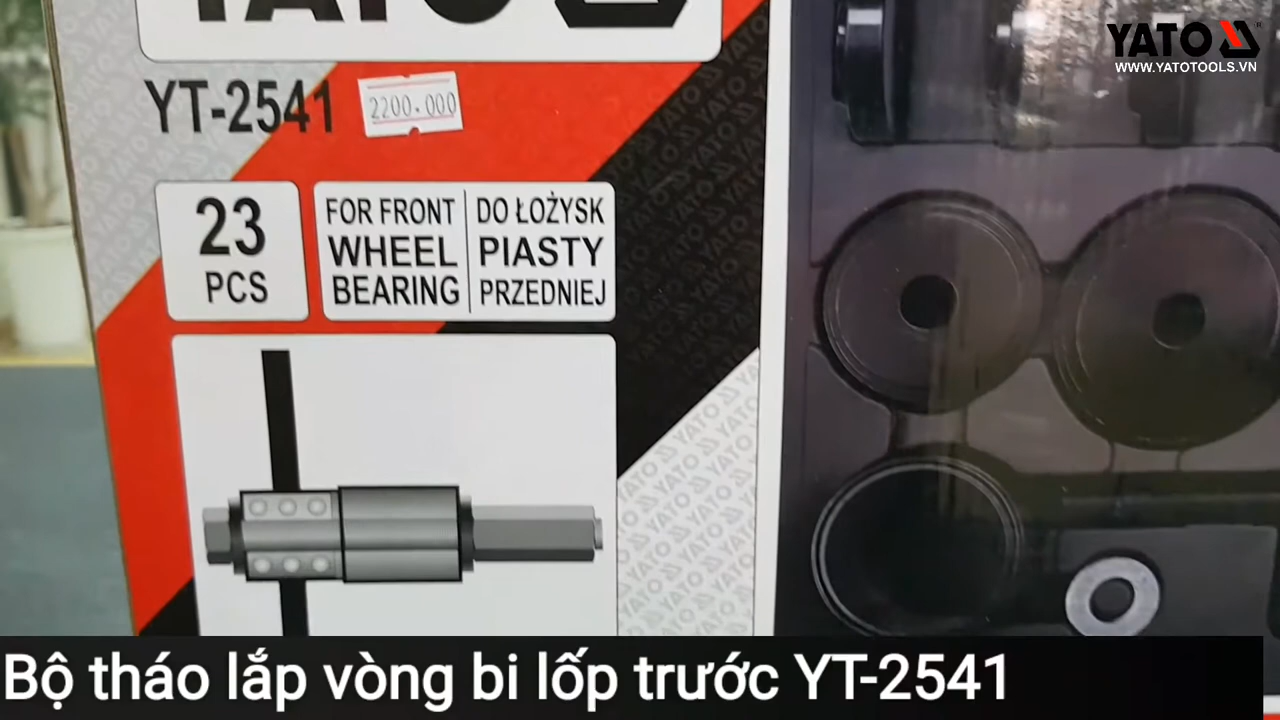 YATO
YATO
WWW.YATOTOOLS.VN
YT-2541
2200.000
23
PCS
FOR FRONT
WHEEL
BEARING
DO ŁOŻYSK
PIASTY
PRZEDNIEJ
Bộ tháo lắp vòng bi lốp trước YT-2541